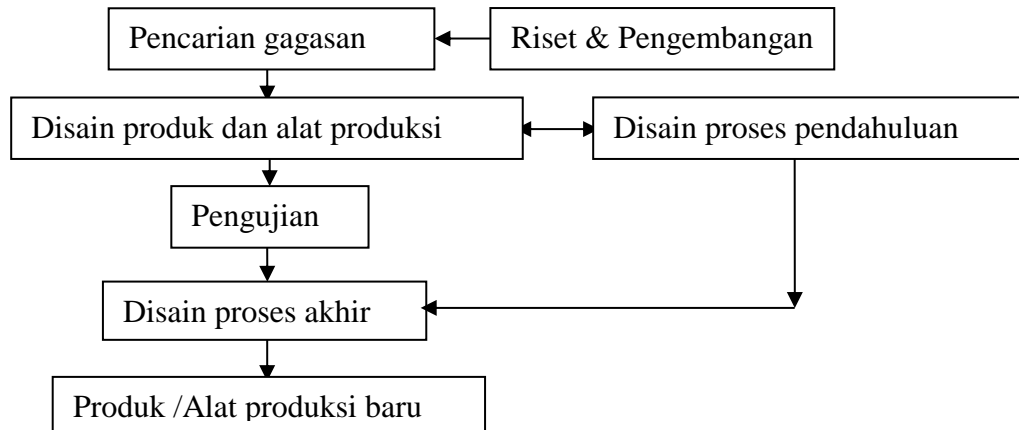 Pencarian gagasan
Riset & Pengembangan
Disain produk dan alat produksi
Disain proses pendahuluan
Pengujian
Disain proses akhir
Produk /Alat produksi baru